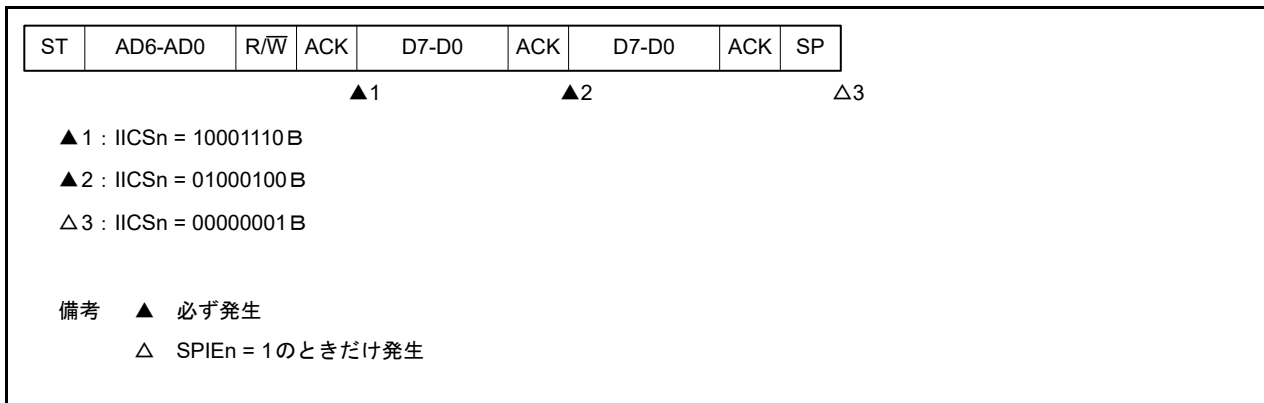 ST AD6-AD0 R/W̅ ACK D7-D0 ACK D7-D0 ACK SP
▲1 ▲2 △3
▲1：IICSn = 10001110B
▲2：IICSn = 01000100B
△3：IICSn = 00000001B
備考 ▲ 必ず発生
△ SPIEn = 1のときだけ発生